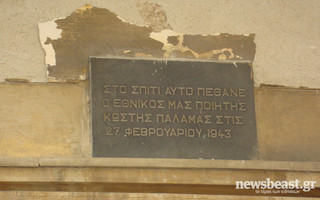 ΣΤΟ ΣΠΙΤΙ ΑΥΤΟ ΠΕΘΑΝΕ
Ο ΕΘΝΙΚΟΣ ΜΑΣ ΠΟΙΗΤΗΣ
ΚΩΣΤΗΣ ΠΑΛΑΜΑΣ ΣΤΙΣ
27 ΦΕΒΡΟΥΑΡΙΟΥ, 1943
newsbeast.gr